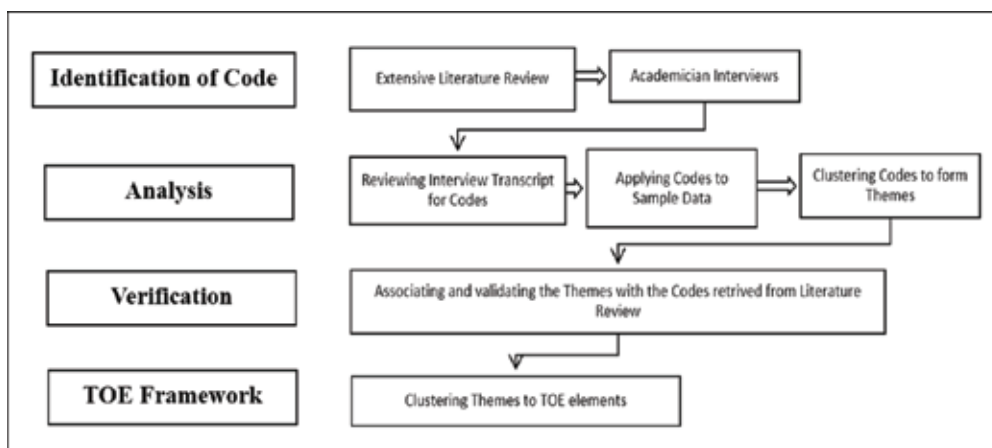 Identification of Code
Extensive Literature Review
Academician Interviews
Analysis
Reviewing Interview Transcript
for Codes
Applying Codes to
Sample Data
Clustering Codes to form
Themes
Verification
Associating and validating the Themes with the Codes retrived from Literature
Review
TOE Framework
Clustering Themes to TOE elements